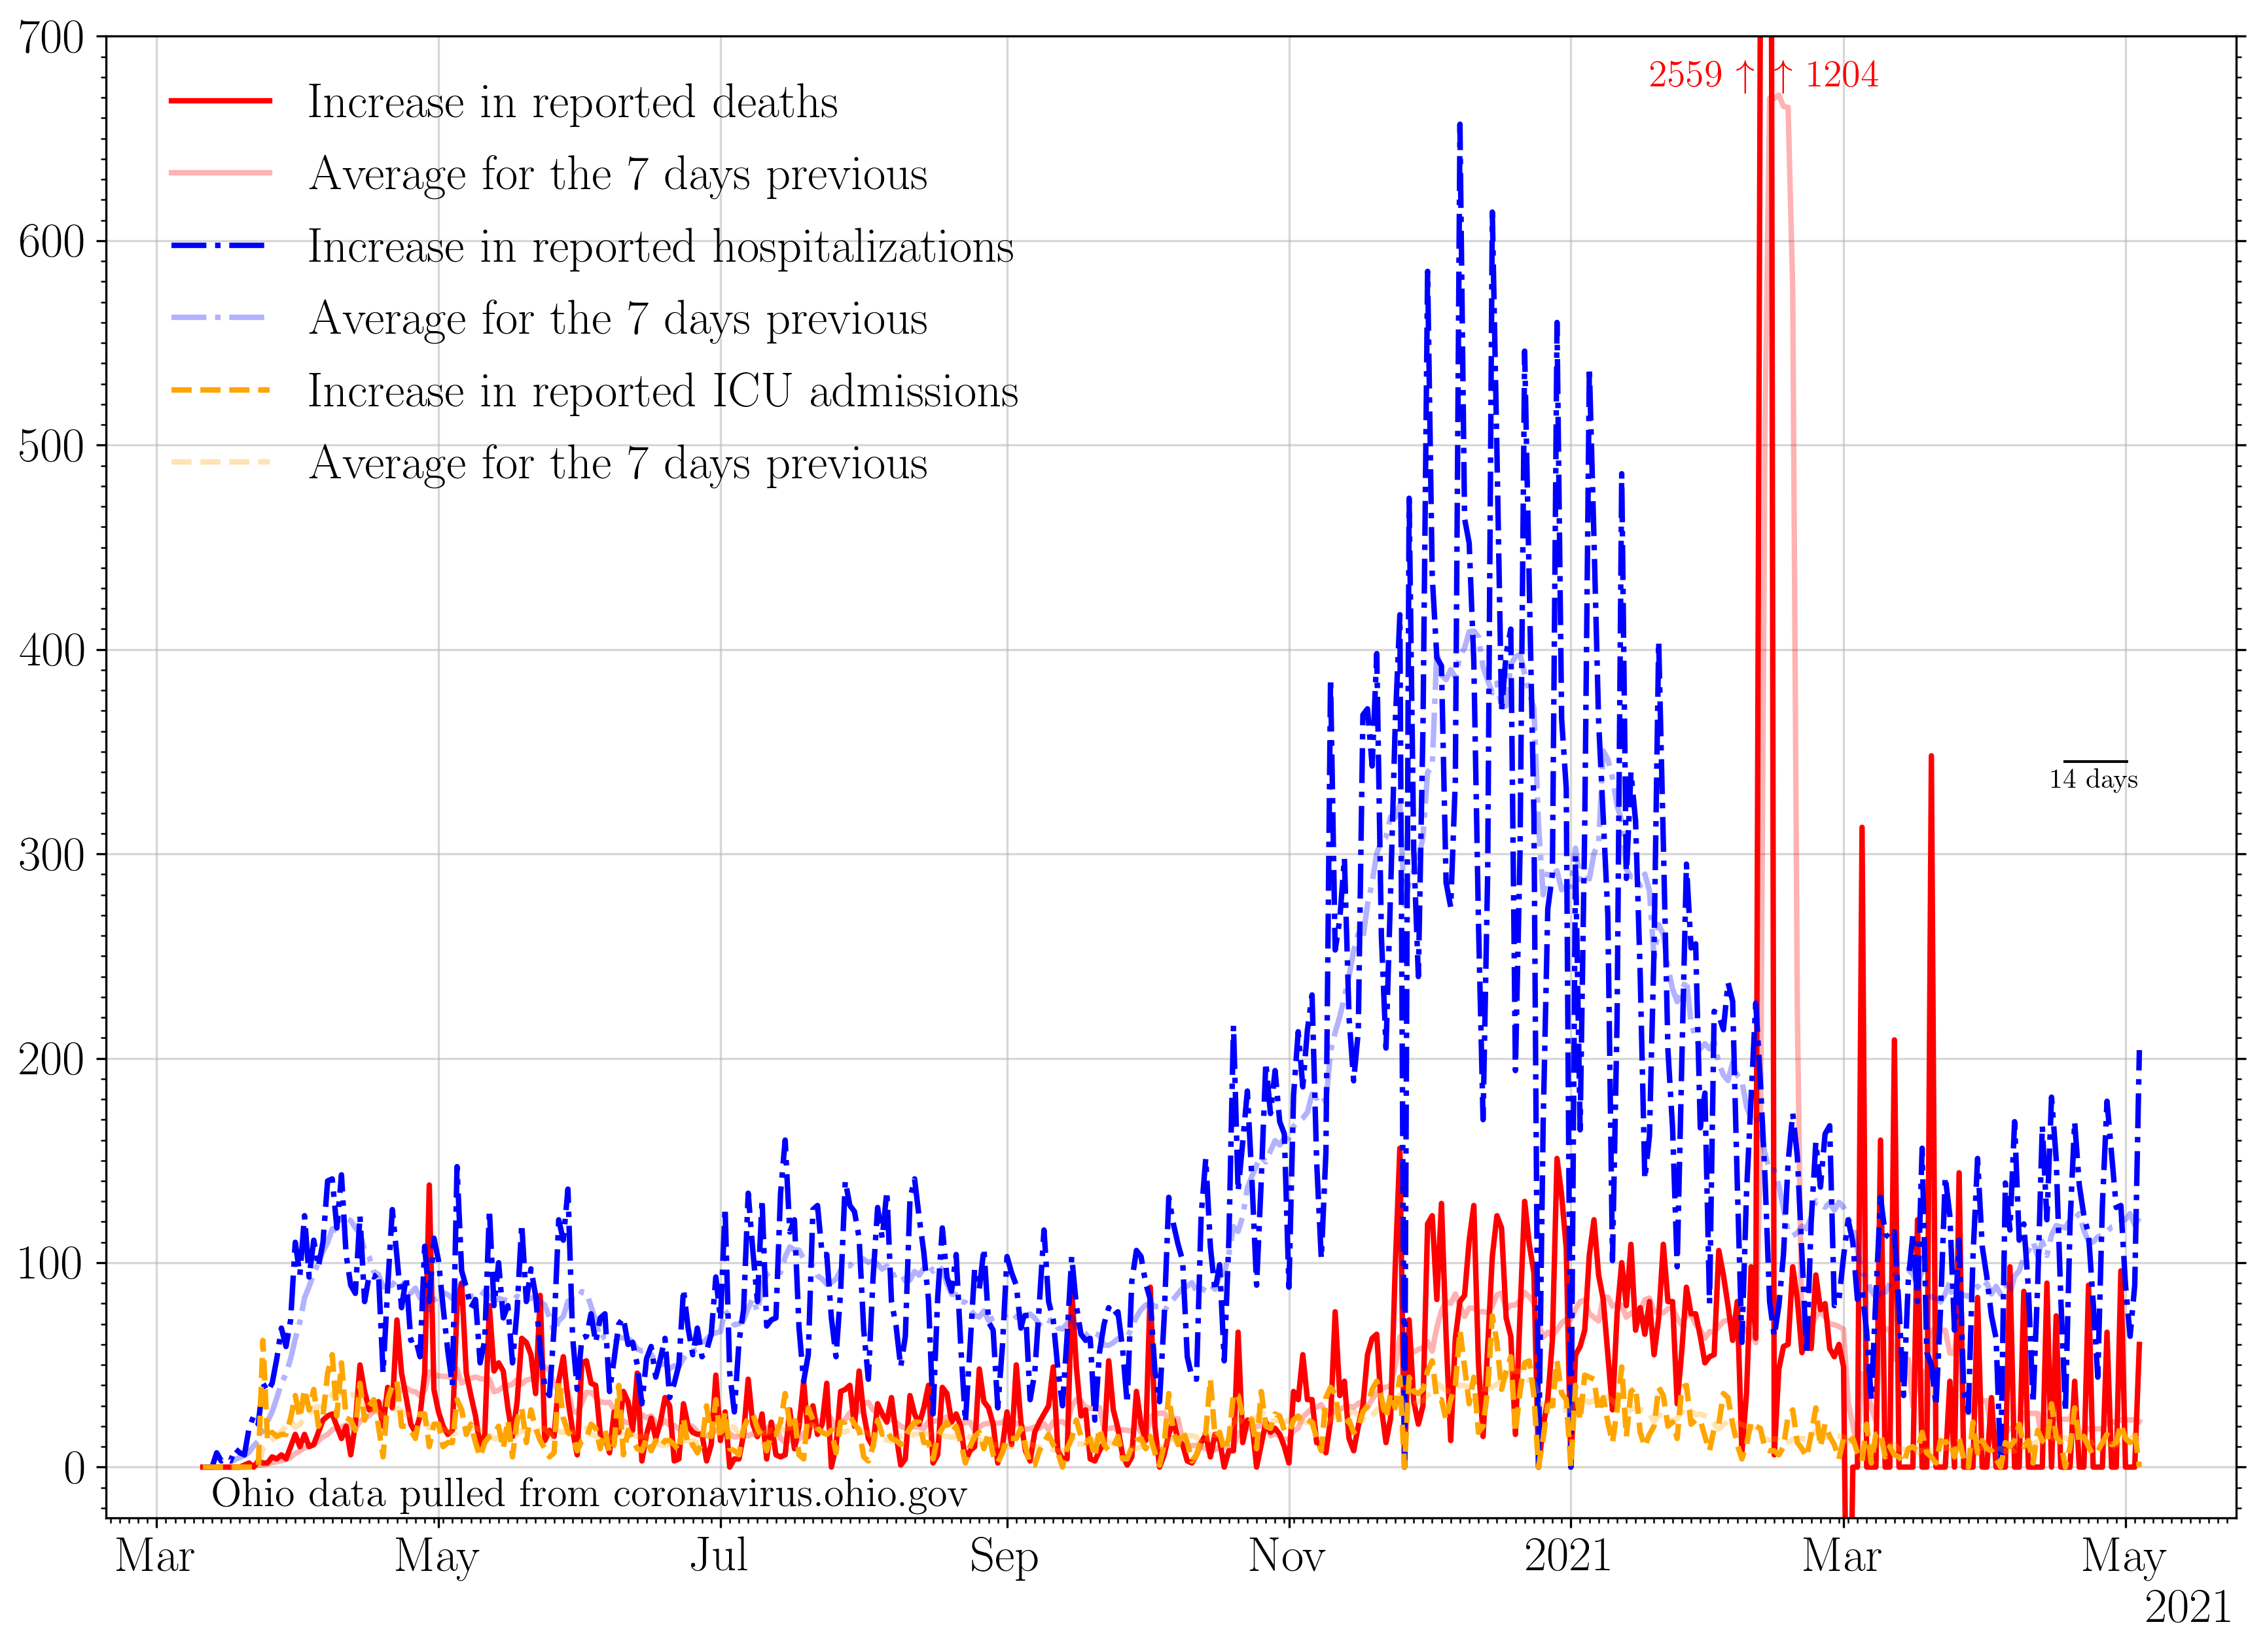 700
600
500
400
300
200
100
0
Increase in reported deaths
Average for the 7 days previous
Increase in reported hospitalizations
Average for the 7 days previous
Increase in reported ICU admissions
Average for the 7 days previous
2559 ↑ ↑ 1204
14 days
Ohio data pulled from coronavirus.ohio.gov
Mar May Jul Sep Nov 2021 Mar May
2021